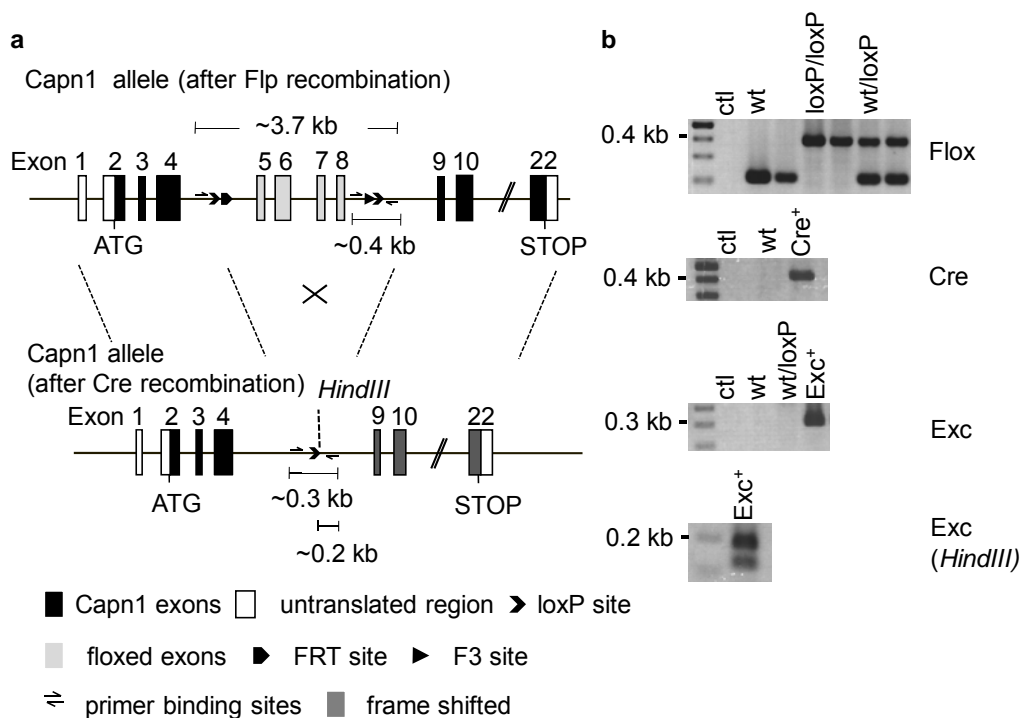 a
Capn1 allele (after Flp recombination)
~3.7 kb
Exon 1 2 3 4 5 6 7 8 9 10 22
ATG
~0.4 kb
STOP
Capn1 allele
(after Cre recombination)
HindIII
Exon 1 2 3 4 9 10 22
ATG
~0.3 kb
STOP
~0.2 kb
Capn1 exons
untranslated region
loxP site
floxed exons
FRT site
F3 site
primer binding sites
frame shifted
b
ctl
wt
loxP/loxP
wt/loxP
0.4 kb
Flox
ctl
wt
Cre+
0.4 kb
Cre
ctl
wt
wt/loxP
Exc+
0.3 kb
Exc
Exc+
0.2 kb
Exc
(HindIII)